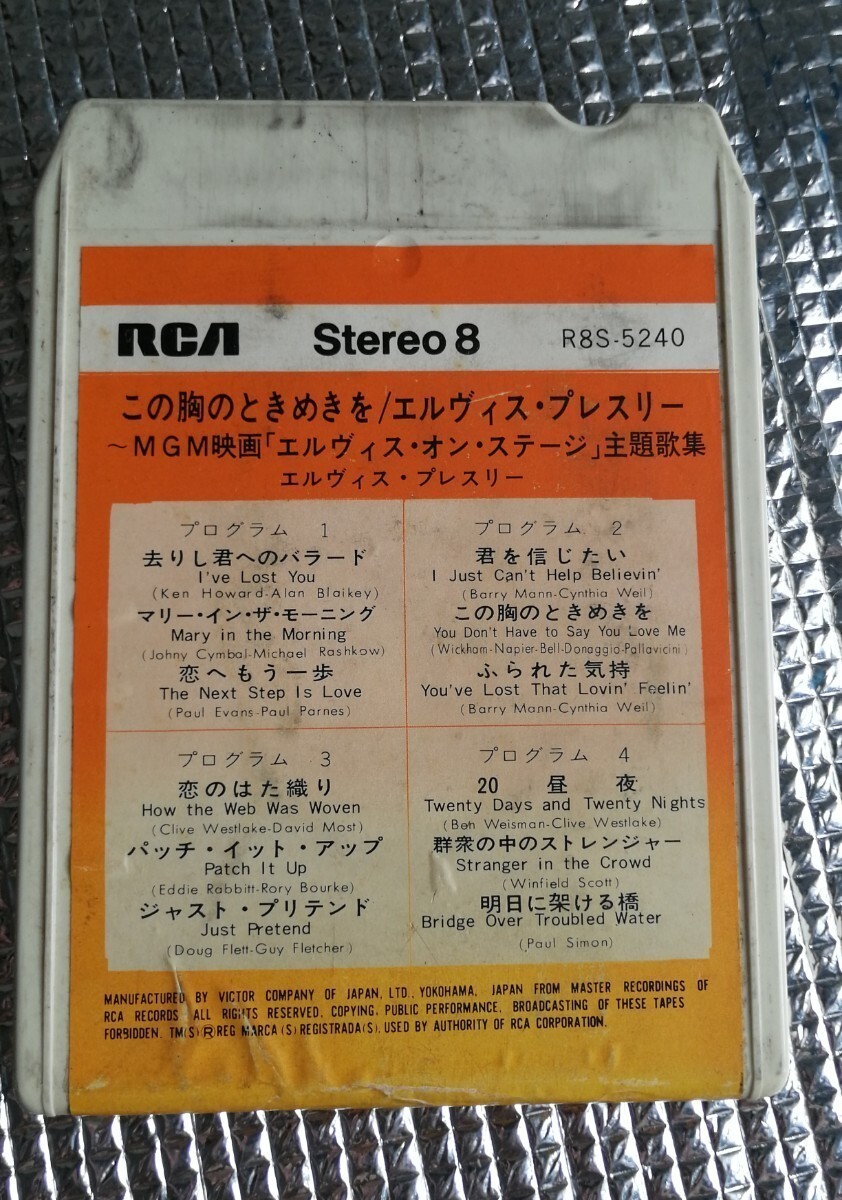 RCA Stereo 8 R8S-5240
この胸のときめきを/エルヴィス・プレスリー
～MGM映画「エルヴィス・オン・ステージ」主題歌集
エルヴィス・プレスリー
プログラム 1
去りし君へのバラード
I've Lost You
(Ken Howard-Alan Blaikey)
マリー・イン・ザ・モーニング
Mary in the Morning
(Johny Cymbal-Michael Rashkow)
恋へもう一歩
The Next Step Is Love
(Paul Evans-Paul Parnes)
プログラム 2
君を信じたい
I Just Can't Help Believin'
(Barry Mann-Cynthia Weil)
この胸のときめきを
You Don't Have to Say You Love Me
(Wickham-Napier-Bell-Donaggio-Pallavicini)
ふられた気持
You've Lost That Lovin' Feelin'
(Barry Mann-Cynthia Weil)
プログラム 3
恋のはた織り
How the Web Was Woven
(Clive Westlake-David Most)
パッチ・イット・アップ
Patch It Up
(Eddie Rabbitt-Rory Bourke)
ジャスト・プリテンド
Just Pretend
(Doug Flett-Guy Fletcher)
プログラム 4
20 昼 夜
Twenty Days and Twenty Nights
(Ben Weisman-Clive Westlake)
群衆の中のストレンジャー
Stranger in the Crowd
(Winfield Scott)
明日に架ける橋
Bridge Over Troubled Water
(Paul Simon)
MANUFACTURED BY VICTOR COMPANY OF JAPAN, LTD., YOKOHAMA, JAPAN FROM MASTER RECORDINGS OF
RCA RECORDS ALL RIGHTS RESERVED, COPYING, PUBLIC PERFORMANCE, BROADCASTING OF THESE TAPES
FORBIDDEN. TM(S) ® REG MARCA (S) REGISTRADA(S), USED BY AUTHORITY OF RCA CORPORATION.